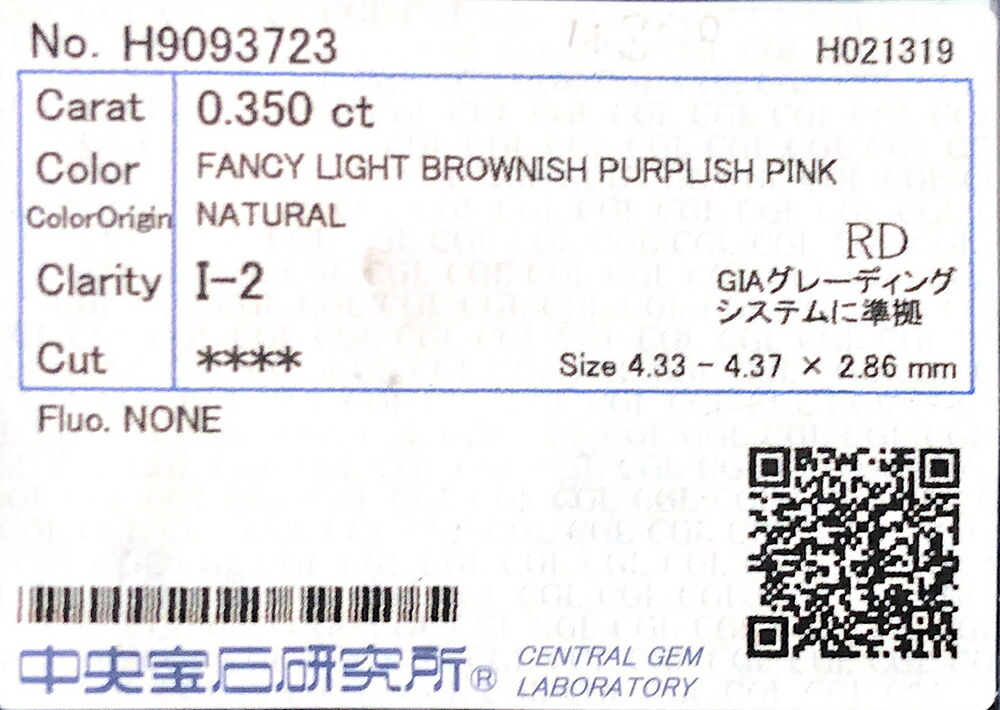 No. H9093723 H021319
Carat 0.350 ct
Color FANCY LIGHT BROWNISH PURPLISH PINK
ColorOrigin NATURAL
RD
Clarity I-2 GIAグレーディング
システムに準拠
Cut **** Size 4.33 - 4.37 × 2.86 mm
Fluo. NONE
中央宝石研究所® CENTRAL GEM
LABORATORY